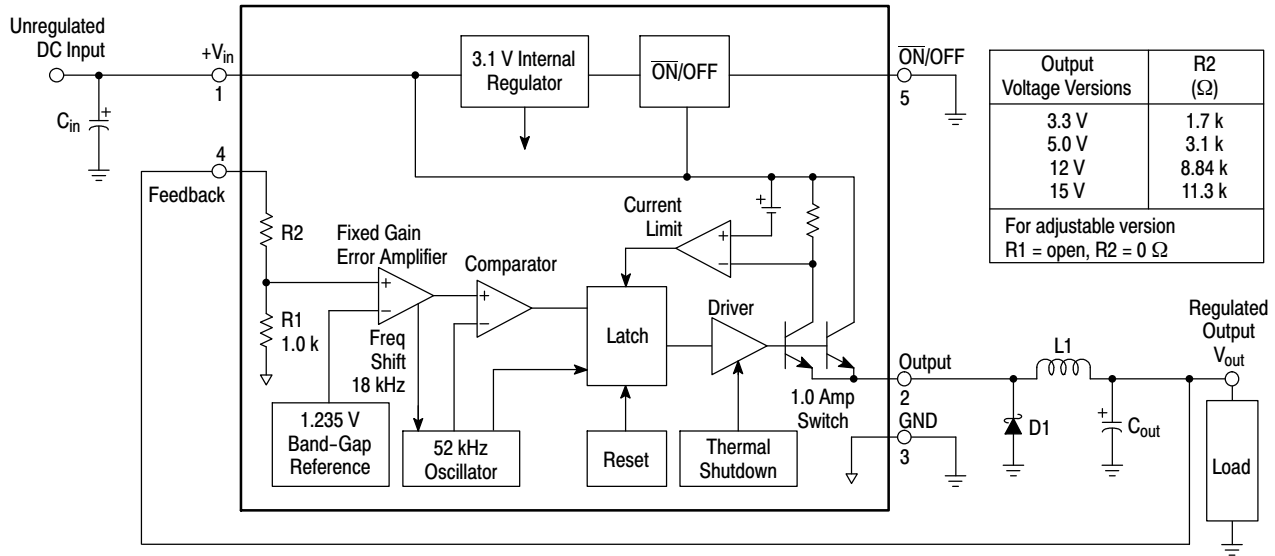 Unregulated
DC Input
+Vin
1
Cin
4
Feedback
3.1 V Internal
Regulator
ON/OFF
ON/OFF
5
Output
Voltage Versions
R2
(Ω)
3.3 V
1.7 k
5.0 V
3.1 k
12 V
8.84 k
15 V
11.3 k
For adjustable version
R1 = open, R2 = 0 Ω
Current
Limit
+
+
−
R2
Fixed Gain
Error Amplifier
Comparator
+
−
+
−
R1
1.0 k
Freq
Shift
18 kHz
Latch
Driver
1.0 Amp
Switch
Output
2
GND
3
L1
Regulated
Output
Vout
D1
+
Cout
Load
1.235 V
Band-Gap
Reference
52 kHz
Oscillator
Reset
Thermal
Shutdown
+